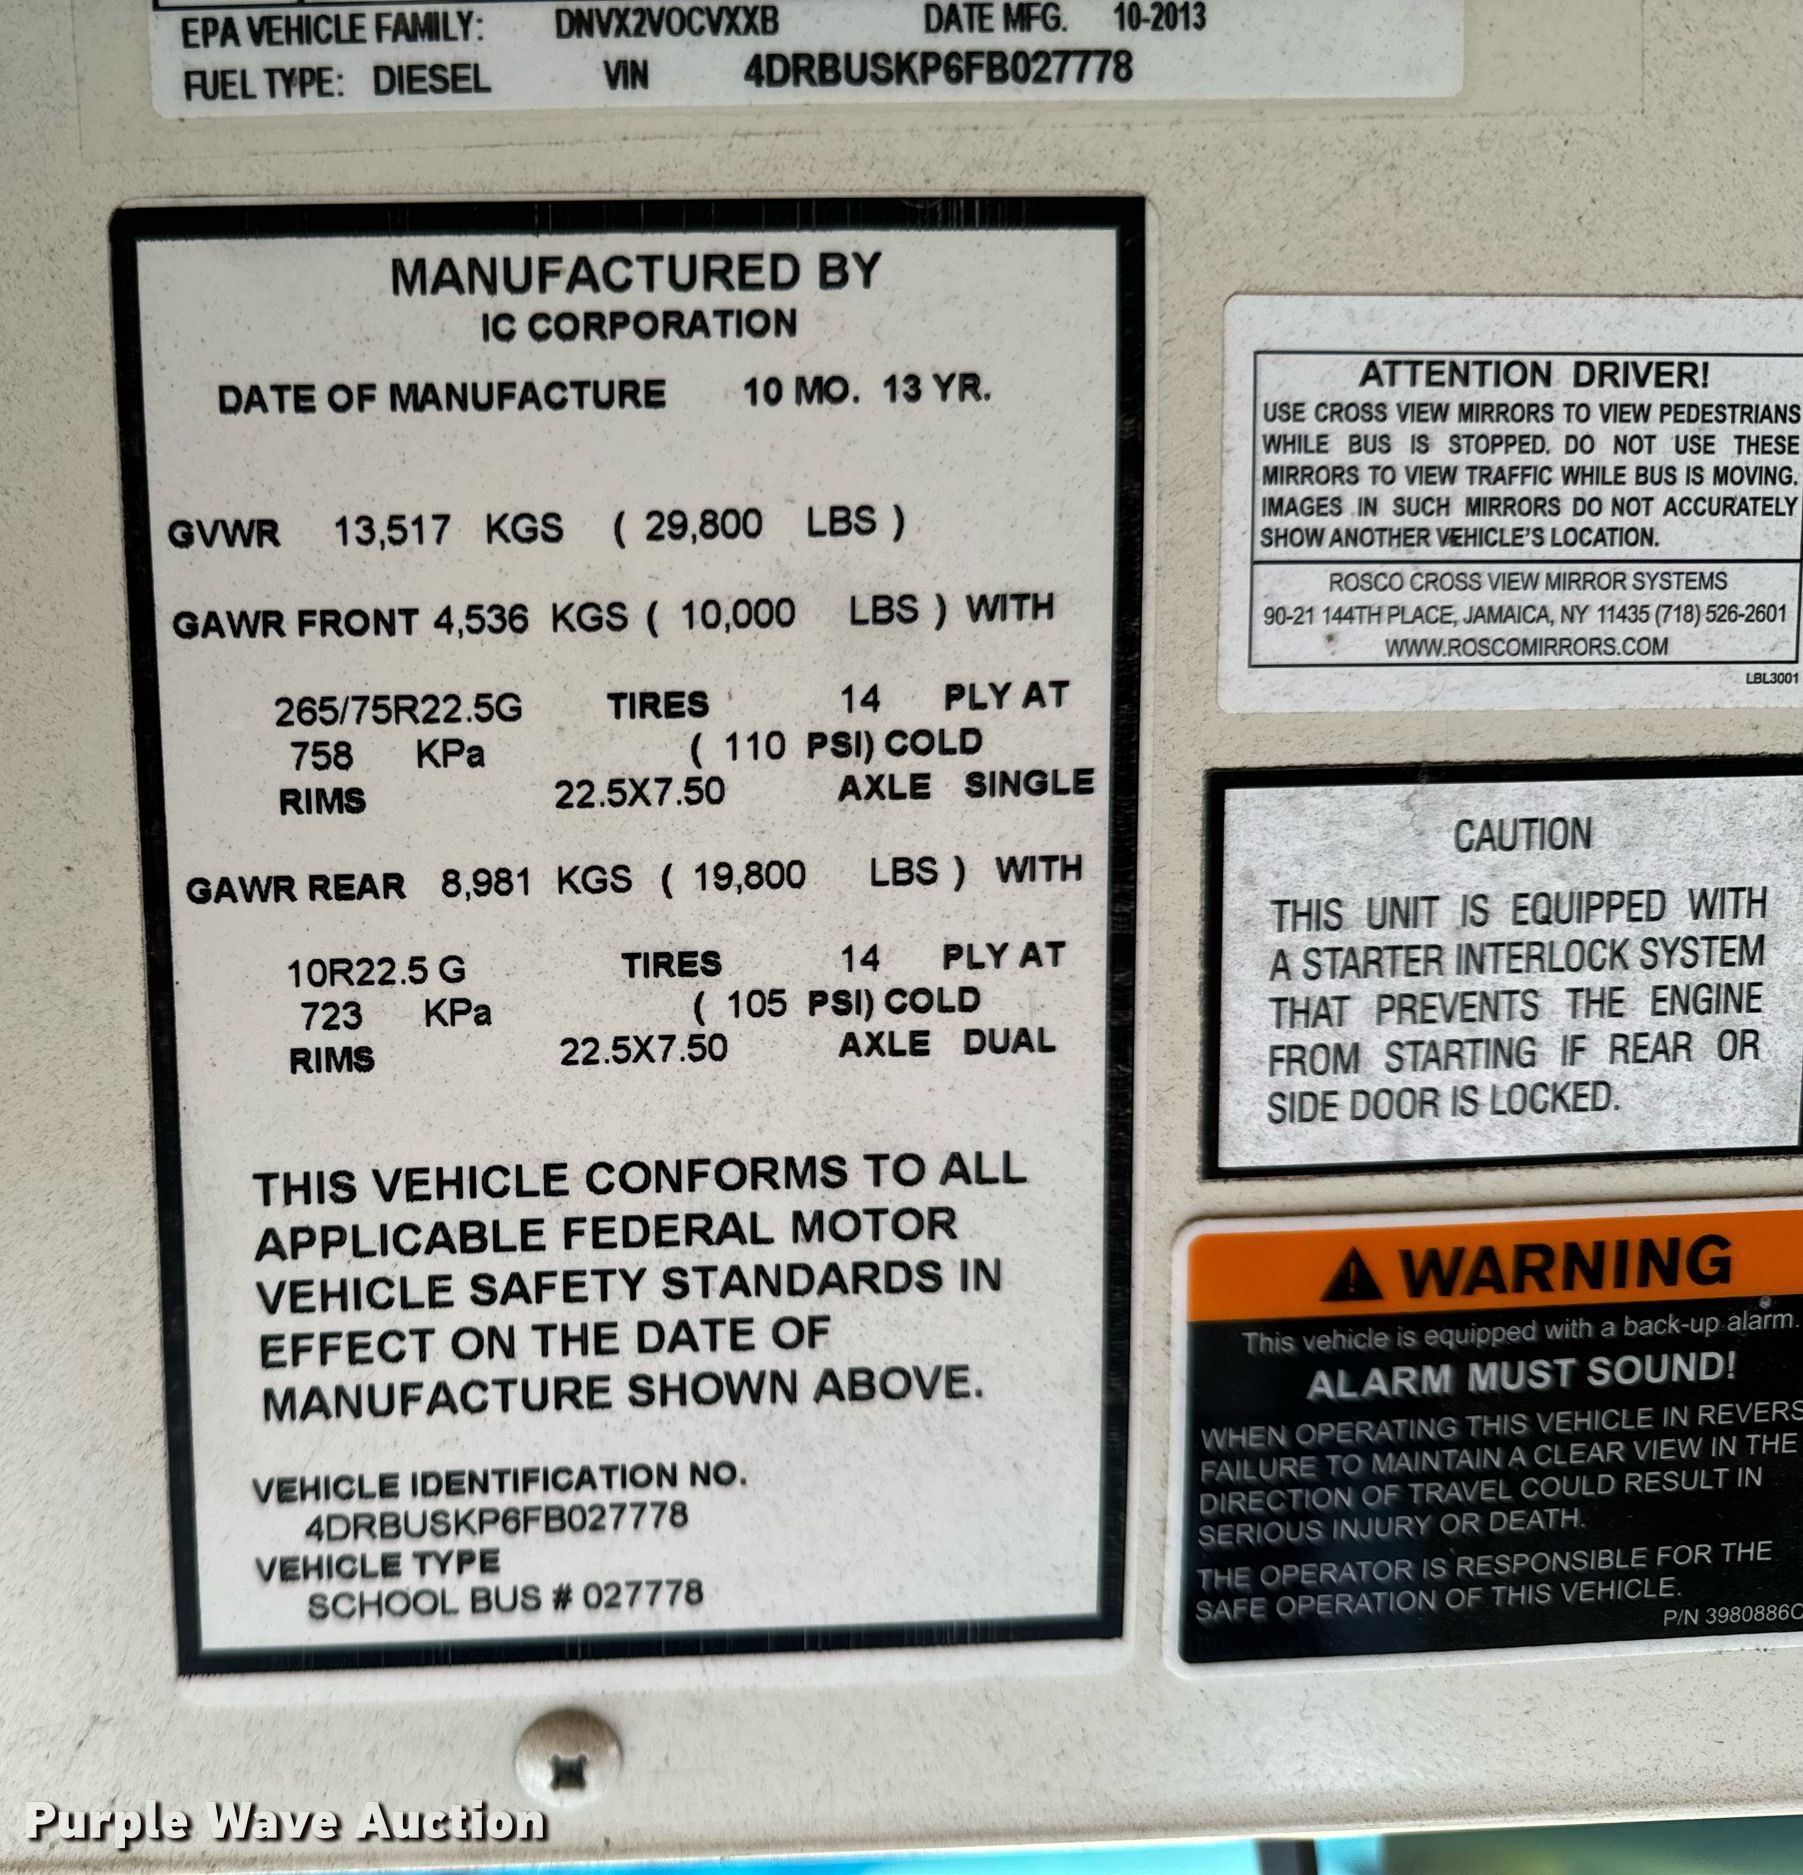 EPA VEHICLE FAMILY: DNVX2VOCVXXB DATE MFG. 10-2013
FUEL TYPE: DIESEL VIN 4DRBUSKP6FB027778
MANUFACTURED BY
IC CORPORATION
DATE OF MANUFACTURE 10 MO. 13 YR.
GVWR 13,517 KGS ( 29,800 LBS )
GAWR FRONT 4,536 KGS ( 10,000 LBS ) WITH
265/75R22.5G TIRES 14 PLY AT
758 KPa ( 110 PSI) COLD
RIMS 22.5X7.50 AXLE SINGLE
GAWR REAR 8,981 KGS ( 19,800 LBS ) WITH
10R22.5 G TIRES 14 PLY AT
723 KPa ( 105 PSI) COLD
RIMS 22.5X7.50 AXLE DUAL
THIS VEHICLE CONFORMS TO ALL
APPLICABLE FEDERAL MOTOR
VEHICLE SAFETY STANDARDS IN
EFFECT ON THE DATE OF
MANUFACTURE SHOWN ABOVE.
VEHICLE IDENTIFICATION NO.
4DRBUSKP6FB027778
VEHICLE TYPE
SCHOOL BUS # 027778
ATTENTION DRIVER!
USE CROSS VIEW MIRRORS TO VIEW PEDESTRIANS
WHILE BUS IS STOPPED. DO NOT USE THESE
MIRRORS TO VIEW TRAFFIC WHILE BUS IS MOVING.
IMAGES IN SUCH MIRRORS DO NOT ACCURATELY
SHOW ANOTHER VEHICLE'S LOCATION.
ROSCO CROSS VIEW MIRROR SYSTEMS
90-21 144TH PLACE, JAMAICA, NY 11435 (718) 526-2601
WWW.ROSCOMIRRORS.COM
LBL3001
CAUTION
THIS UNIT IS EQUIPPED WITH
A STARTER INTERLOCK SYSTEM
THAT PREVENTS THE ENGINE
FROM STARTING IF REAR OR
SIDE DOOR IS LOCKED.
WARNING
This vehicle is equipped with a back-up alarm.
ALARM MUST SOUND!
WHEN OPERATING THIS VEHICLE IN REVERS
FAILURE TO MAINTAIN A CLEAR VIEW IN THE
DIRECTION OF TRAVEL COULD RESULT IN
SERIOUS INJURY OR DEATH.
THE OPERATOR IS RESPONSIBLE FOR THE
SAFE OPERATION OF THIS VEHICLE.
P/N 3980886C
Purple Wave Auction